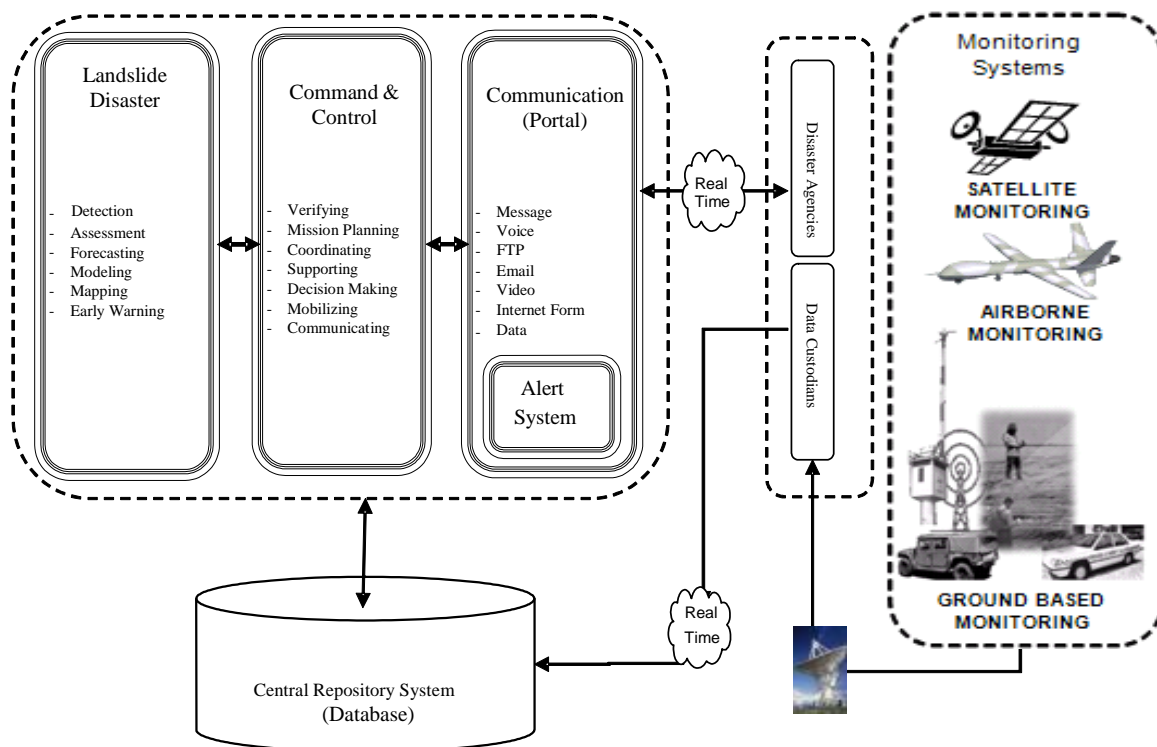 Landslide
Disaster
- Detection
- Assessment
- Forecasting
- Modeling
- Mapping
- Early Warning
Command &
Control
- Verifying
- Mission Planning
- Coordinating
- Supporting
- Decision Making
- Mobilizing
- Communicating
Communication
(Portal)
- Message
- Voice
- FTP
- Email
- Video
- Internet Form
- Data
Alert
System
Real
Time
Disaster Agencies
Data Custodians
Monitoring
Systems
SATELLITE
MONITORING
AIRBORNE
MONITORING
GROUND BASED
MONITORING
Real
Time
Central Repository System
(Database)